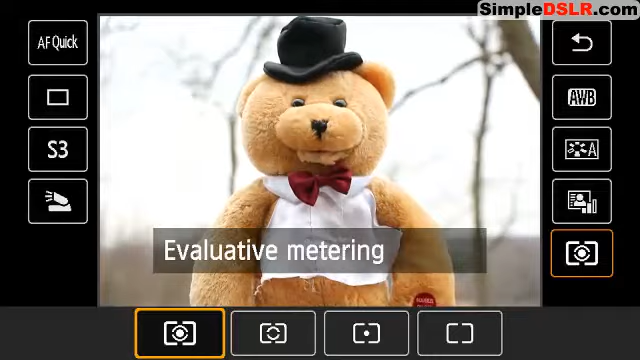 SimpleDSLR.com
AF Quick
AWB
S3
A
Evaluative metering